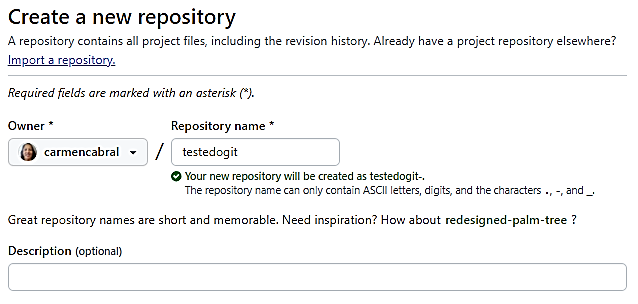 Create a new repository
A repository contains all project files, including the revision history. Already have a project repository elsewhere?
Import a repository.
Required fields are marked with an asterisk (*).
Owner * Repository name *
carmencabral / testedogit
Your new repository will be created as testedogit-.
The repository name can only contain ASCII letters, digits, and the characters ., -, and _.
Great repository names are short and memorable. Need inspiration? How about redesigned-palm-tree ?
Description (optional)